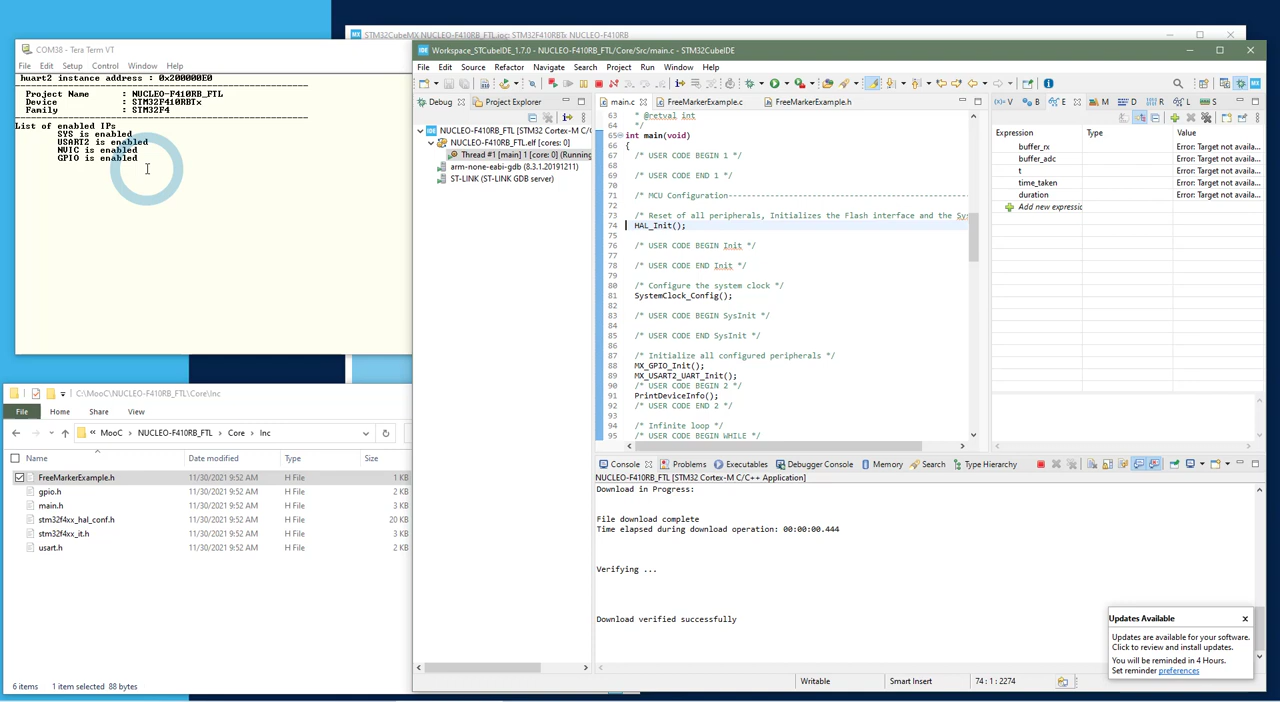 STM32CubeMX NUCLEO-F410RB_FTL.ioc: STM32F410RBTx NUCLEO-F410RB
COM38 - Tera Term VT
File Edit Setup Control Window Help
huart2 instance address : 0x200000E0
Project Name : NUCLEO-F410RB_FTL
Device : STM32F410RBTx
Family : STM32F4
List of enabled IPs
SYS is enabled
USART2 is enabled
NVIC is enabled
GPIO is enabled
C:\MooC\NUCLEO-F410RB_FTL\Core\Inc
File Home Share View
« MooC > NUCLEO-F410RB_FTL > Core > Inc
Name Date modified Type Size
FreeMarkerExample.h 11/30/2021 9:52 AM H File 1 KB
gpio.h 11/30/2021 9:52 AM H File 2 KB
main.h 11/30/2021 9:52 AM H File 3 KB
stm32f4xx_hal_conf.h 11/30/2021 9:52 AM H File 20 KB
stm32f4xx_it.h 11/30/2021 9:52 AM H File 3 KB
usart.h 11/30/2021 9:52 AM H File 2 KB
6 items 1 item selected 88 bytes
IDE Workspace_STCubeIDE_1.7.0 - NUCLEO-F410RB_FTL/Core/Src/main.c - STM32CubeIDE
File Edit Source Refactor Navigate Search Project Run Window Help
Debug Project Explorer
NUCLEO-F410RB_FTL [STM32 Cortex-M C
NUCLEO-F410RB_FTL.elf [cores: 0]
Thread #1 [main] 1 [core: 0] (Running
arm-none-eabi-gdb (8.3.1.20191211)
ST-LINK (ST-LINK GDB server)
main.c FreeMarkerExample.c FreeMarkerExample.h
63 * @retval int
64 */
65 int main(void)
66 {
67 /* USER CODE BEGIN 1 */
68
69 /* USER CODE END 1 */
70
71 /* MCU Configuration--------------------------------------------------------
72
73 /* Reset of all peripherals, Initializes the Flash interface and the Sys
74 HAL_Init();
75
76 /* USER CODE BEGIN Init */
77
78 /* USER CODE END Init */
79
80 /* Configure the system clock */
81 SystemClock_Config();
82
83 /* USER CODE BEGIN SysInit */
84
85 /* USER CODE END SysInit */
86
87 /* Initialize all configured peripherals */
88 MX_GPIO_Init();
89 MX_USART2_UART_Init();
90 /* USER CODE BEGIN 2 */
91 PrintDeviceInfo();
92 /* USER CODE END 2 */
93
94 /* Infinite loop */
95 /* USER CODE BEGIN WHILE */
Expression Type Value
buffer_rx Error: Target not availa...
buffer_adc Error: Target not availa...
t Error: Target not availa...
time_taken Error: Target not availa...
duration Error: Target not availa...
Add new expressic
Console Problems Executables Debugger Console Memory Search Type Hierarchy
NUCLEO-F410RB_FTL [STM32 Cortex-M C/C++ Application]
Download in Progress:
File download complete
Time elapsed during download operation: 00:00:00.444
Verifying ...
Download verified successfully
Updates Available
Updates are available for your software.
Click to review and install updates.
You will be reminded in 4 Hours.
Set reminder preferences
Writable Smart Insert 74 : 1 : 2274